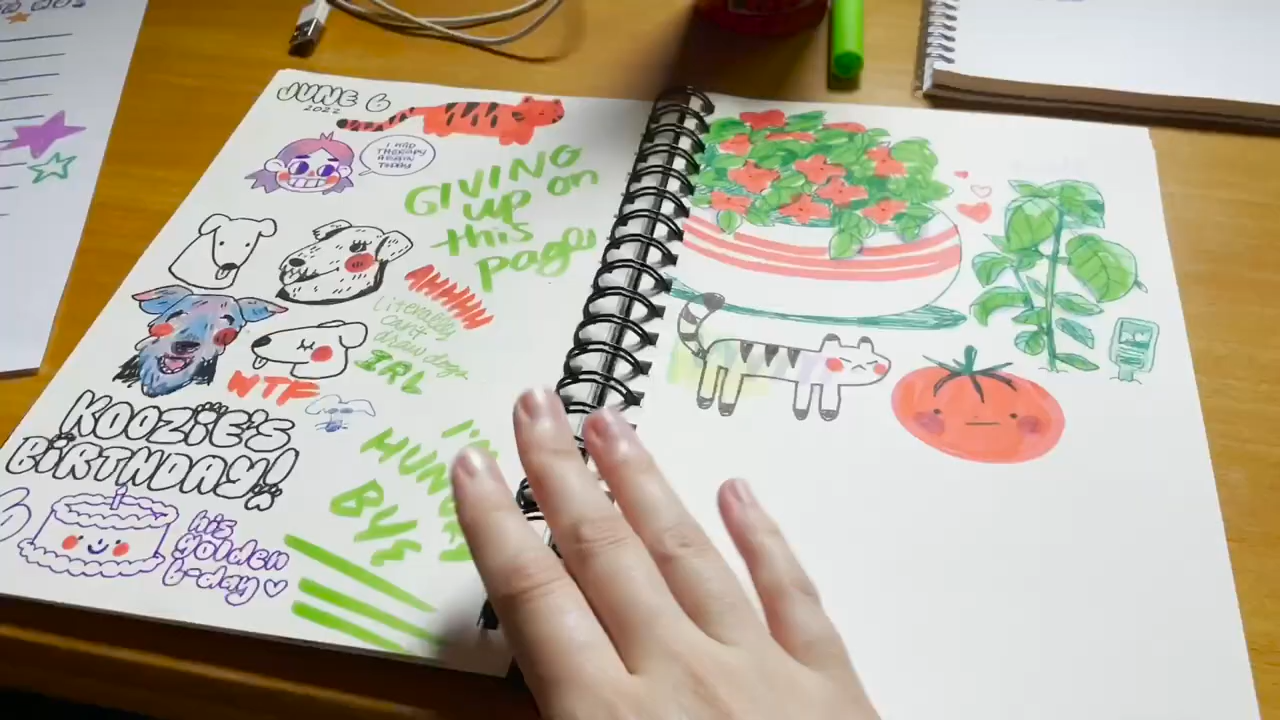 JUNE 6
2022
I HAD
THERAPY
AGAIN
TODAY
GIVING
up on
this
page
AHHHH
Literally
can't
draw dogs
IRL
WTF
KOOZIE'S
BIRTHDAY!
his
golden
b-day
I'M
HUNGRY
BYE